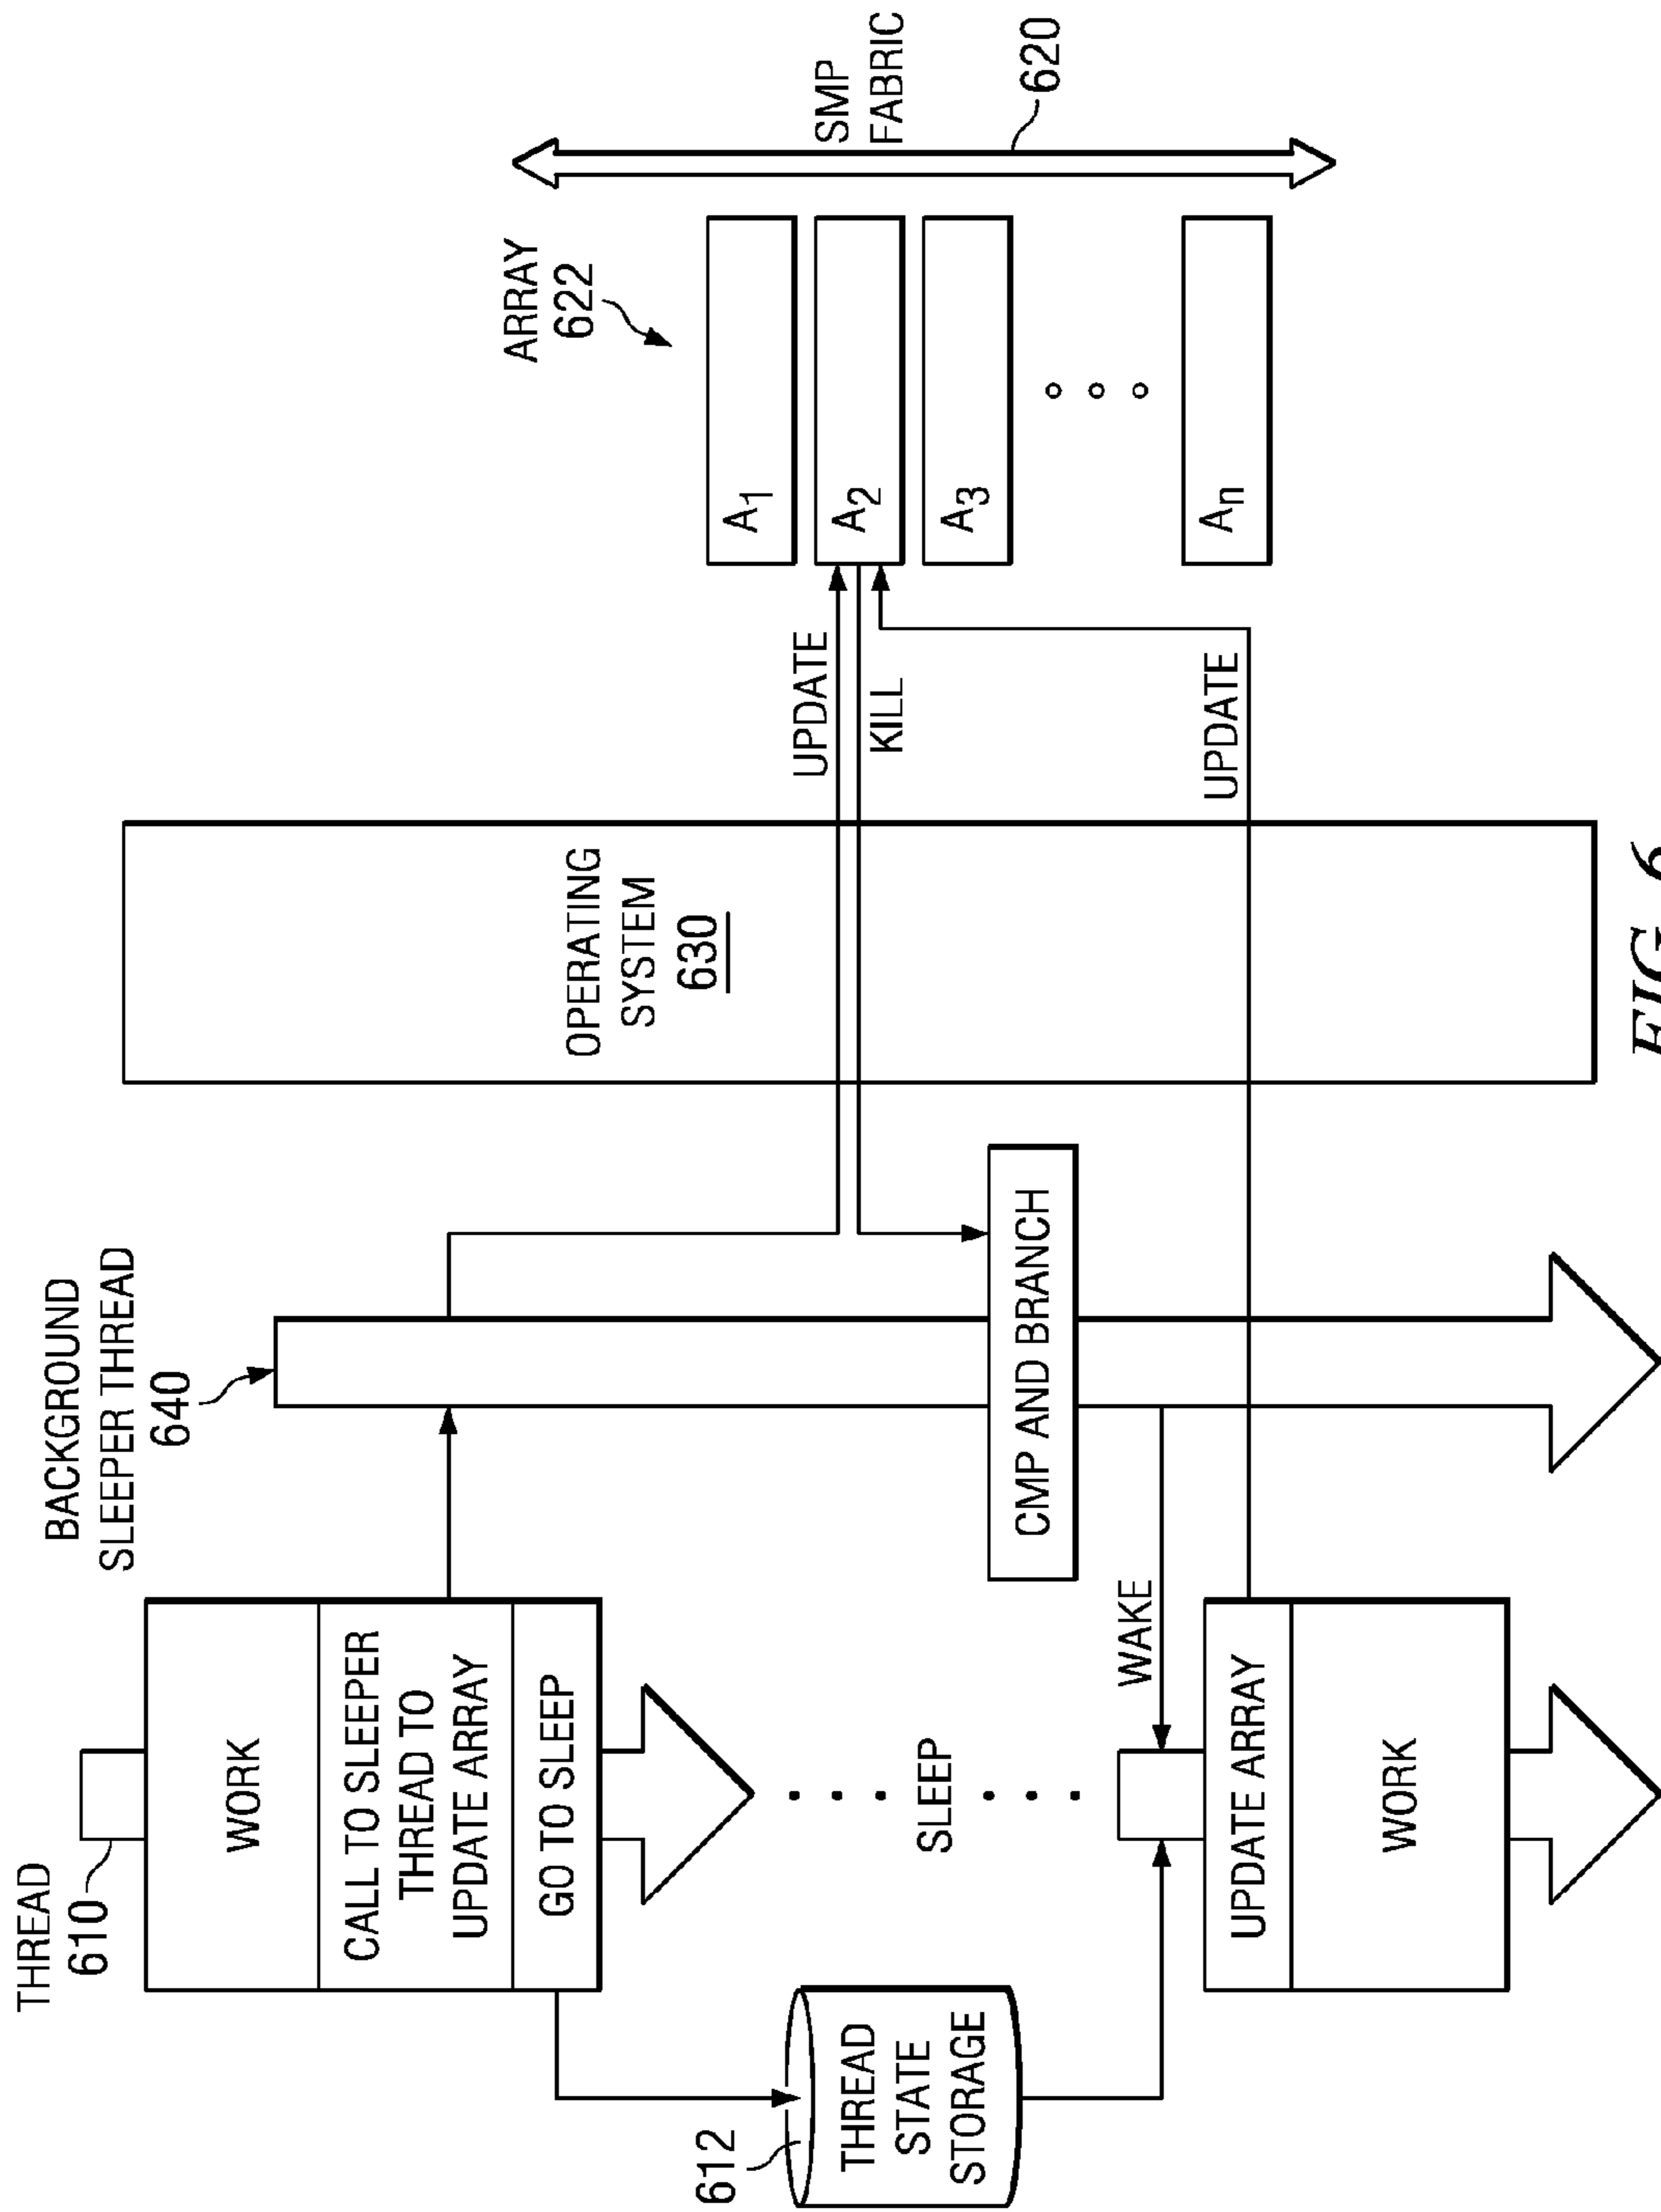 THREAD
610
WORK
CALL TO SLEEPER
THREAD TO
UPDATE ARRAY
GO TO SLEEP
612
THREAD
STATE
STORAGE
SLEEP
WAKE
UPDATE ARRAY
WORK
BACKGROUND
SLEEPER THREAD
640
CMP AND BRANCH
OPERATING
SYSTEM
630
UPDATE
KILL
UPDATE
ARRAY
622
A1
A2
A3
An
SMP
FABRIC
620
FIG. 6